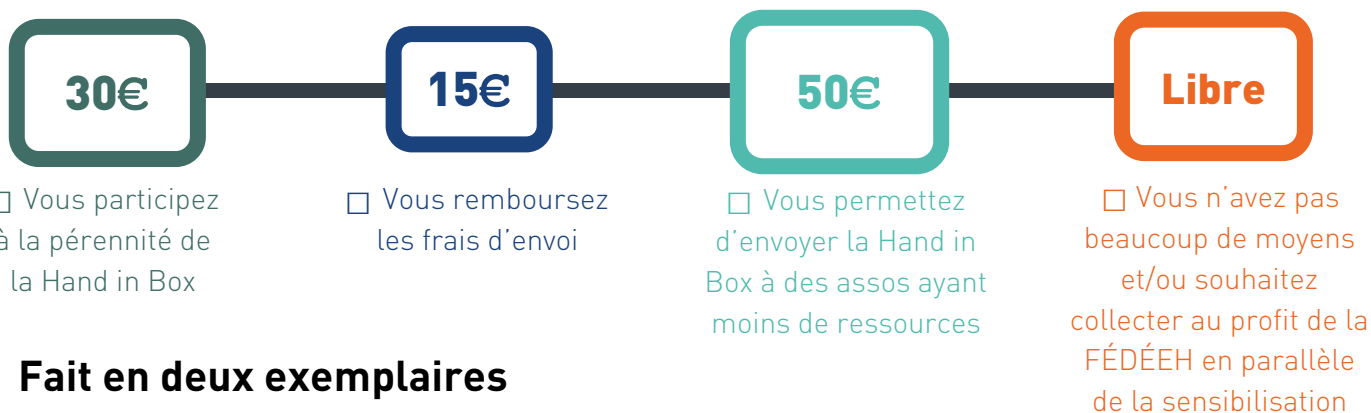 30€
☐ Vous participez
à la pérennité de
la Hand in Box
15€
☐ Vous remboursez
les frais d'envoi
50€
☐ Vous permettez
d'envoyer la Hand in
Box à des assos ayant
moins de ressources
Libre
☐ Vous n'avez pas
beaucoup de moyens
et/ou souhaitez
collecter au profit de la
FÉDÉEH en parallèle
de la sensibilisation
Fait en deux exemplaires